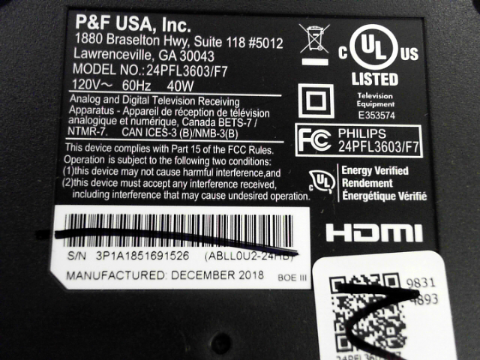 P&F USA, Inc.
1880 Braselton Hwy, Suite 118 #5012
Lawrenceville, GA 30043
MODEL NO.: 24PFL3603/F7
120V~ 60Hz 40W
Analog and Digital Television Receiving
Apparatus - Appareil de réception de télévision
analogique et numérique, Canada BETS-7 /
NTMR-7. CAN ICES-3 (B)/NMB-3(B)
This device complies with Part 15 of the FCC Rules.
Operation is subject to the following two conditions:
(1)this device may not cause harmful interference,and
(2)this device must accept any interference received,
including interference that may cause undesired operation.
S/N 3P1A1851691526 (ABLL0U2-24HB)
MANUFACTURED: DECEMBER 2018 BOE III
C UL US
LISTED
Television
Equipment
E353574
FC PHILIPS
24PFL3603/F7
C UL
Energy Verified
Rendement
Énergétique Vérifié
HDMI
9831
4893